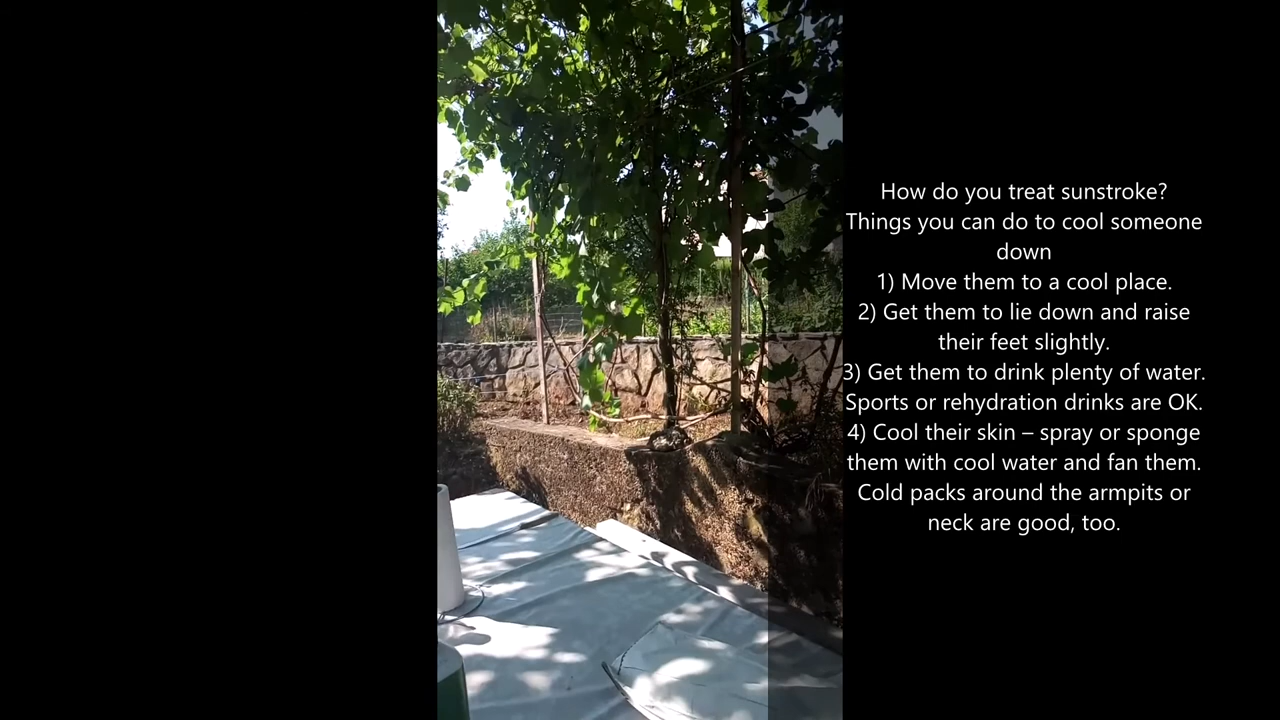 How do you treat sunstroke?
Things you can do to cool someone
down
1) Move them to a cool place.
2) Get them to lie down and raise
their feet slightly.
3) Get them to drink plenty of water.
Sports or rehydration drinks are OK.
4) Cool their skin – spray or sponge
them with cool water and fan them.
Cold packs around the armpits or
neck are good, too.